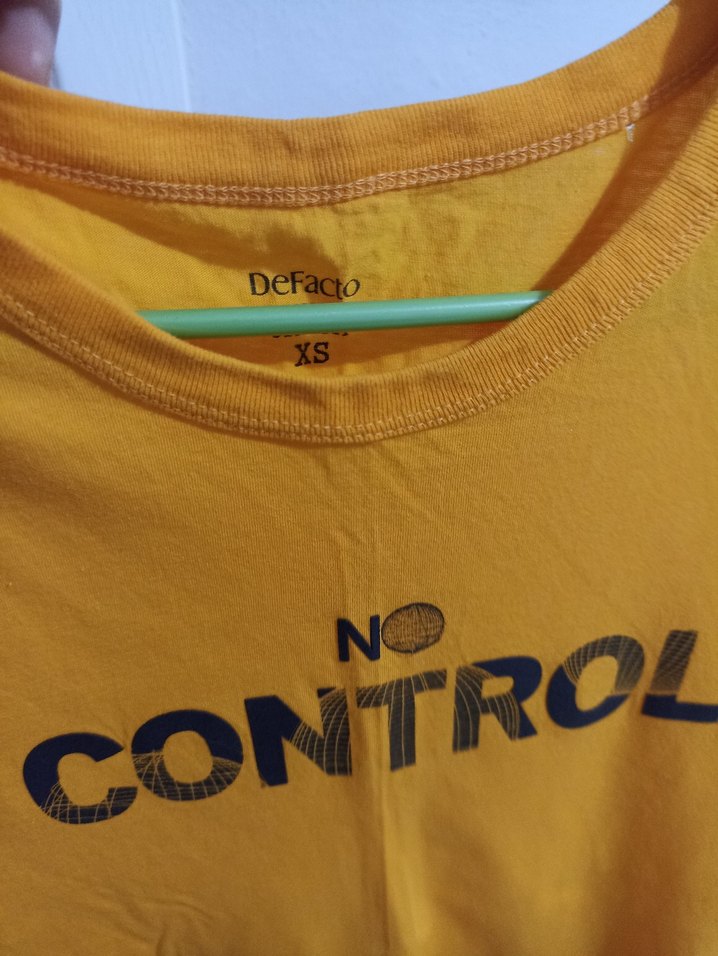 DeFacto
XS
NO
CONTROL